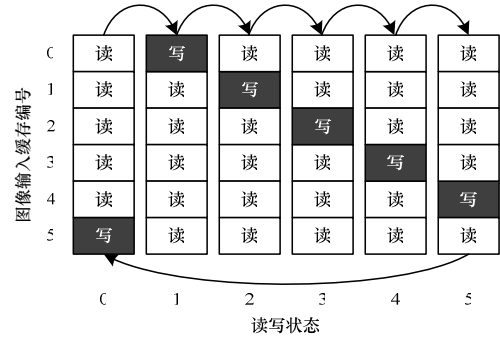 0 读 写 读 读 读 读
1 读 读 写 读 读 读
2 读 读 读 写 读 读
3 读 读 读 读 写 读
4 读 读 读 读 读 写
5 写 读 读 读 读 读
图像输入缓存编号
0 1 2 3 4 5
读写状态